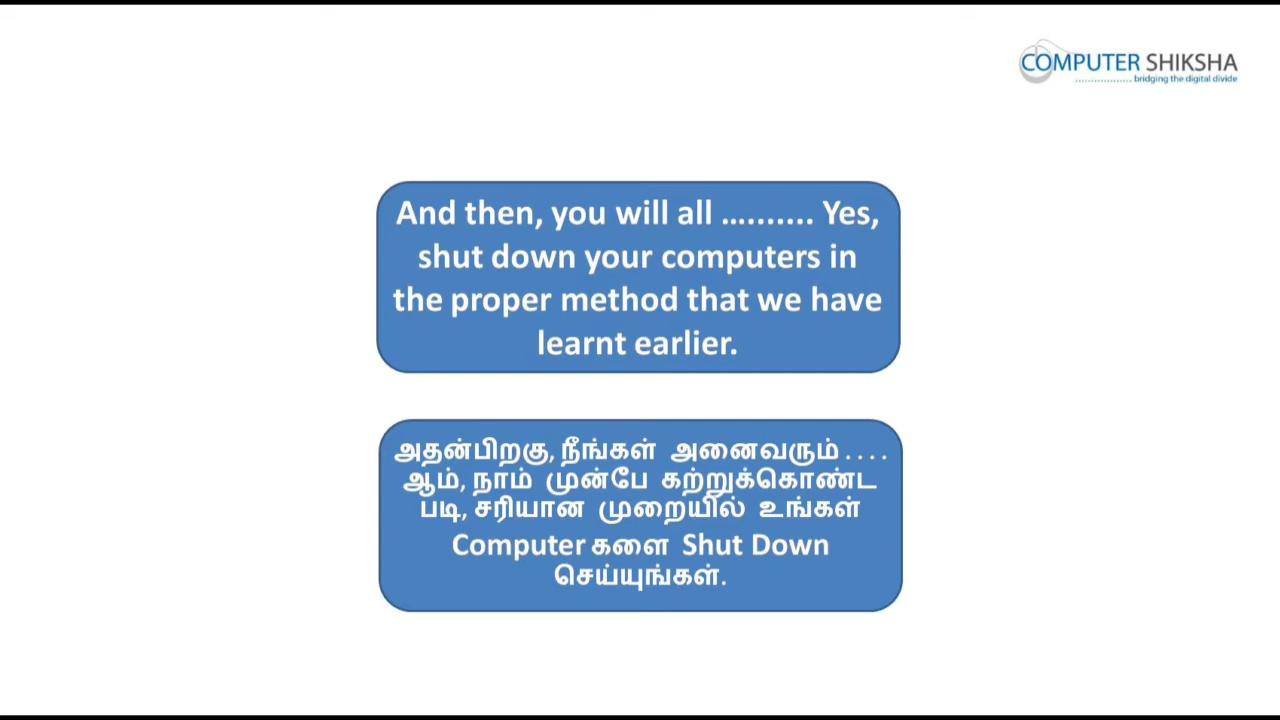 COMPUTER SHIKSHA
.................. bridging the digital divide
And then, you will all …....... Yes,
shut down your computers in
the proper method that we have
learnt earlier.
அதன்பிறகு, நீங்கள் அனைவரும் . . . .
ஆம், நாம் முன்பே கற்றுக்கொண்ட
படி, சரியான முறையில் உங்கள்
Computer களை Shut Down
செய்யுங்கள்.